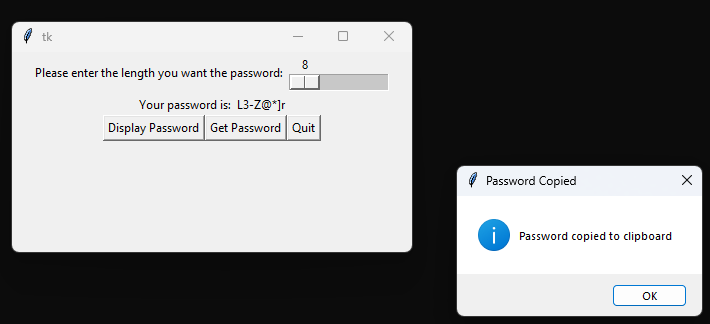 tk
8
Please enter the length you want the password:
Your password is: L3-Z@*]r
Display Password Get Password Quit
Password Copied
Password copied to clipboard
OK